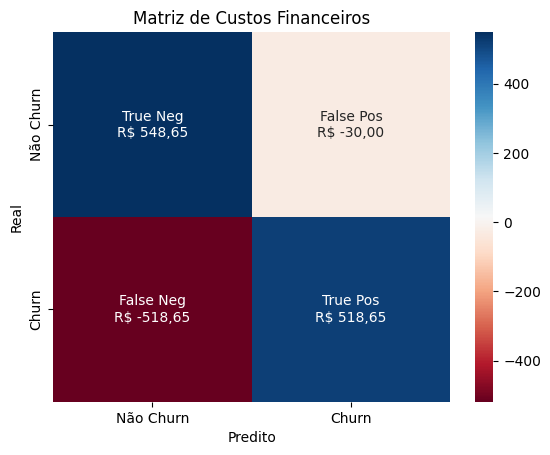 Matriz de Custos Financeiros
Real
Não Churn
True Neg
R$ 548,65
False Pos
R$ -30,00
Churn
False Neg
R$ -518,65
True Pos
R$ 518,65
Não Churn
Churn
Predito
400
200
0
−200
−400